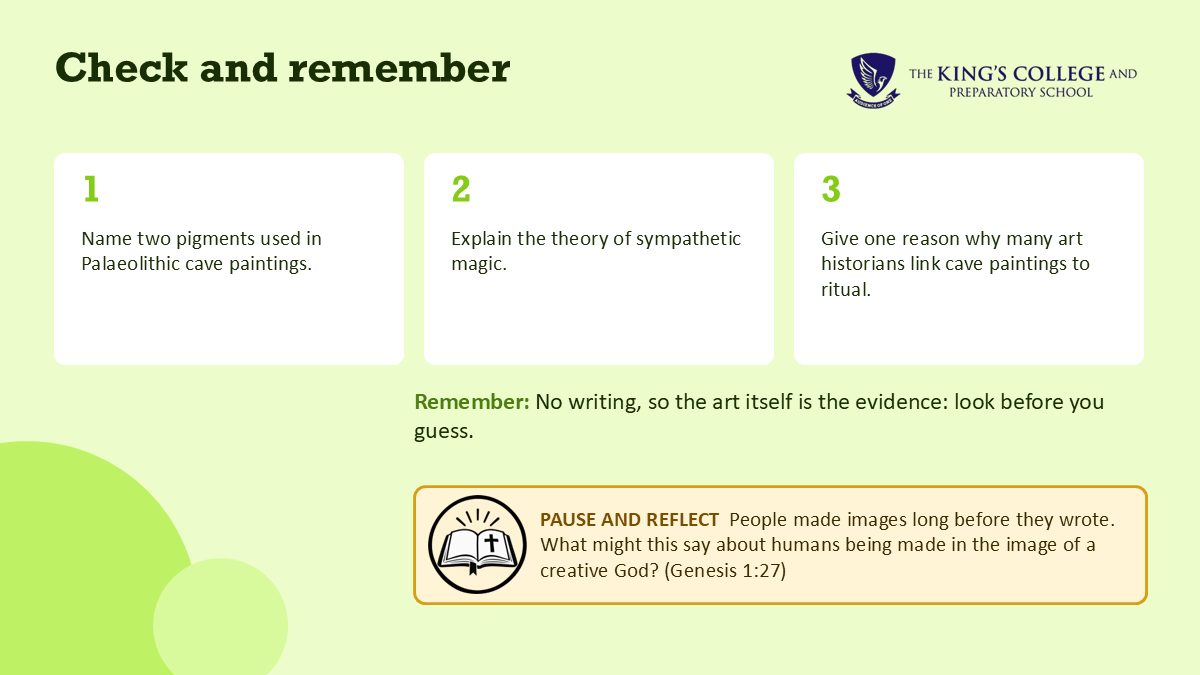 Check and remember
THE KING'S COLLEGE AND
PREPARATORY SCHOOL
AUDIENCE OF ONE
1
Name two pigments used in
Palaeolithic cave paintings.
2
Explain the theory of sympathetic
magic.
3
Give one reason why many art
historians link cave paintings to
ritual.
Remember: No writing, so the art itself is the evidence: look before you
guess.
PAUSE AND REFLECT People made images long before they wrote.
What might this say about humans being made in the image of a
creative God? (Genesis 1:27)